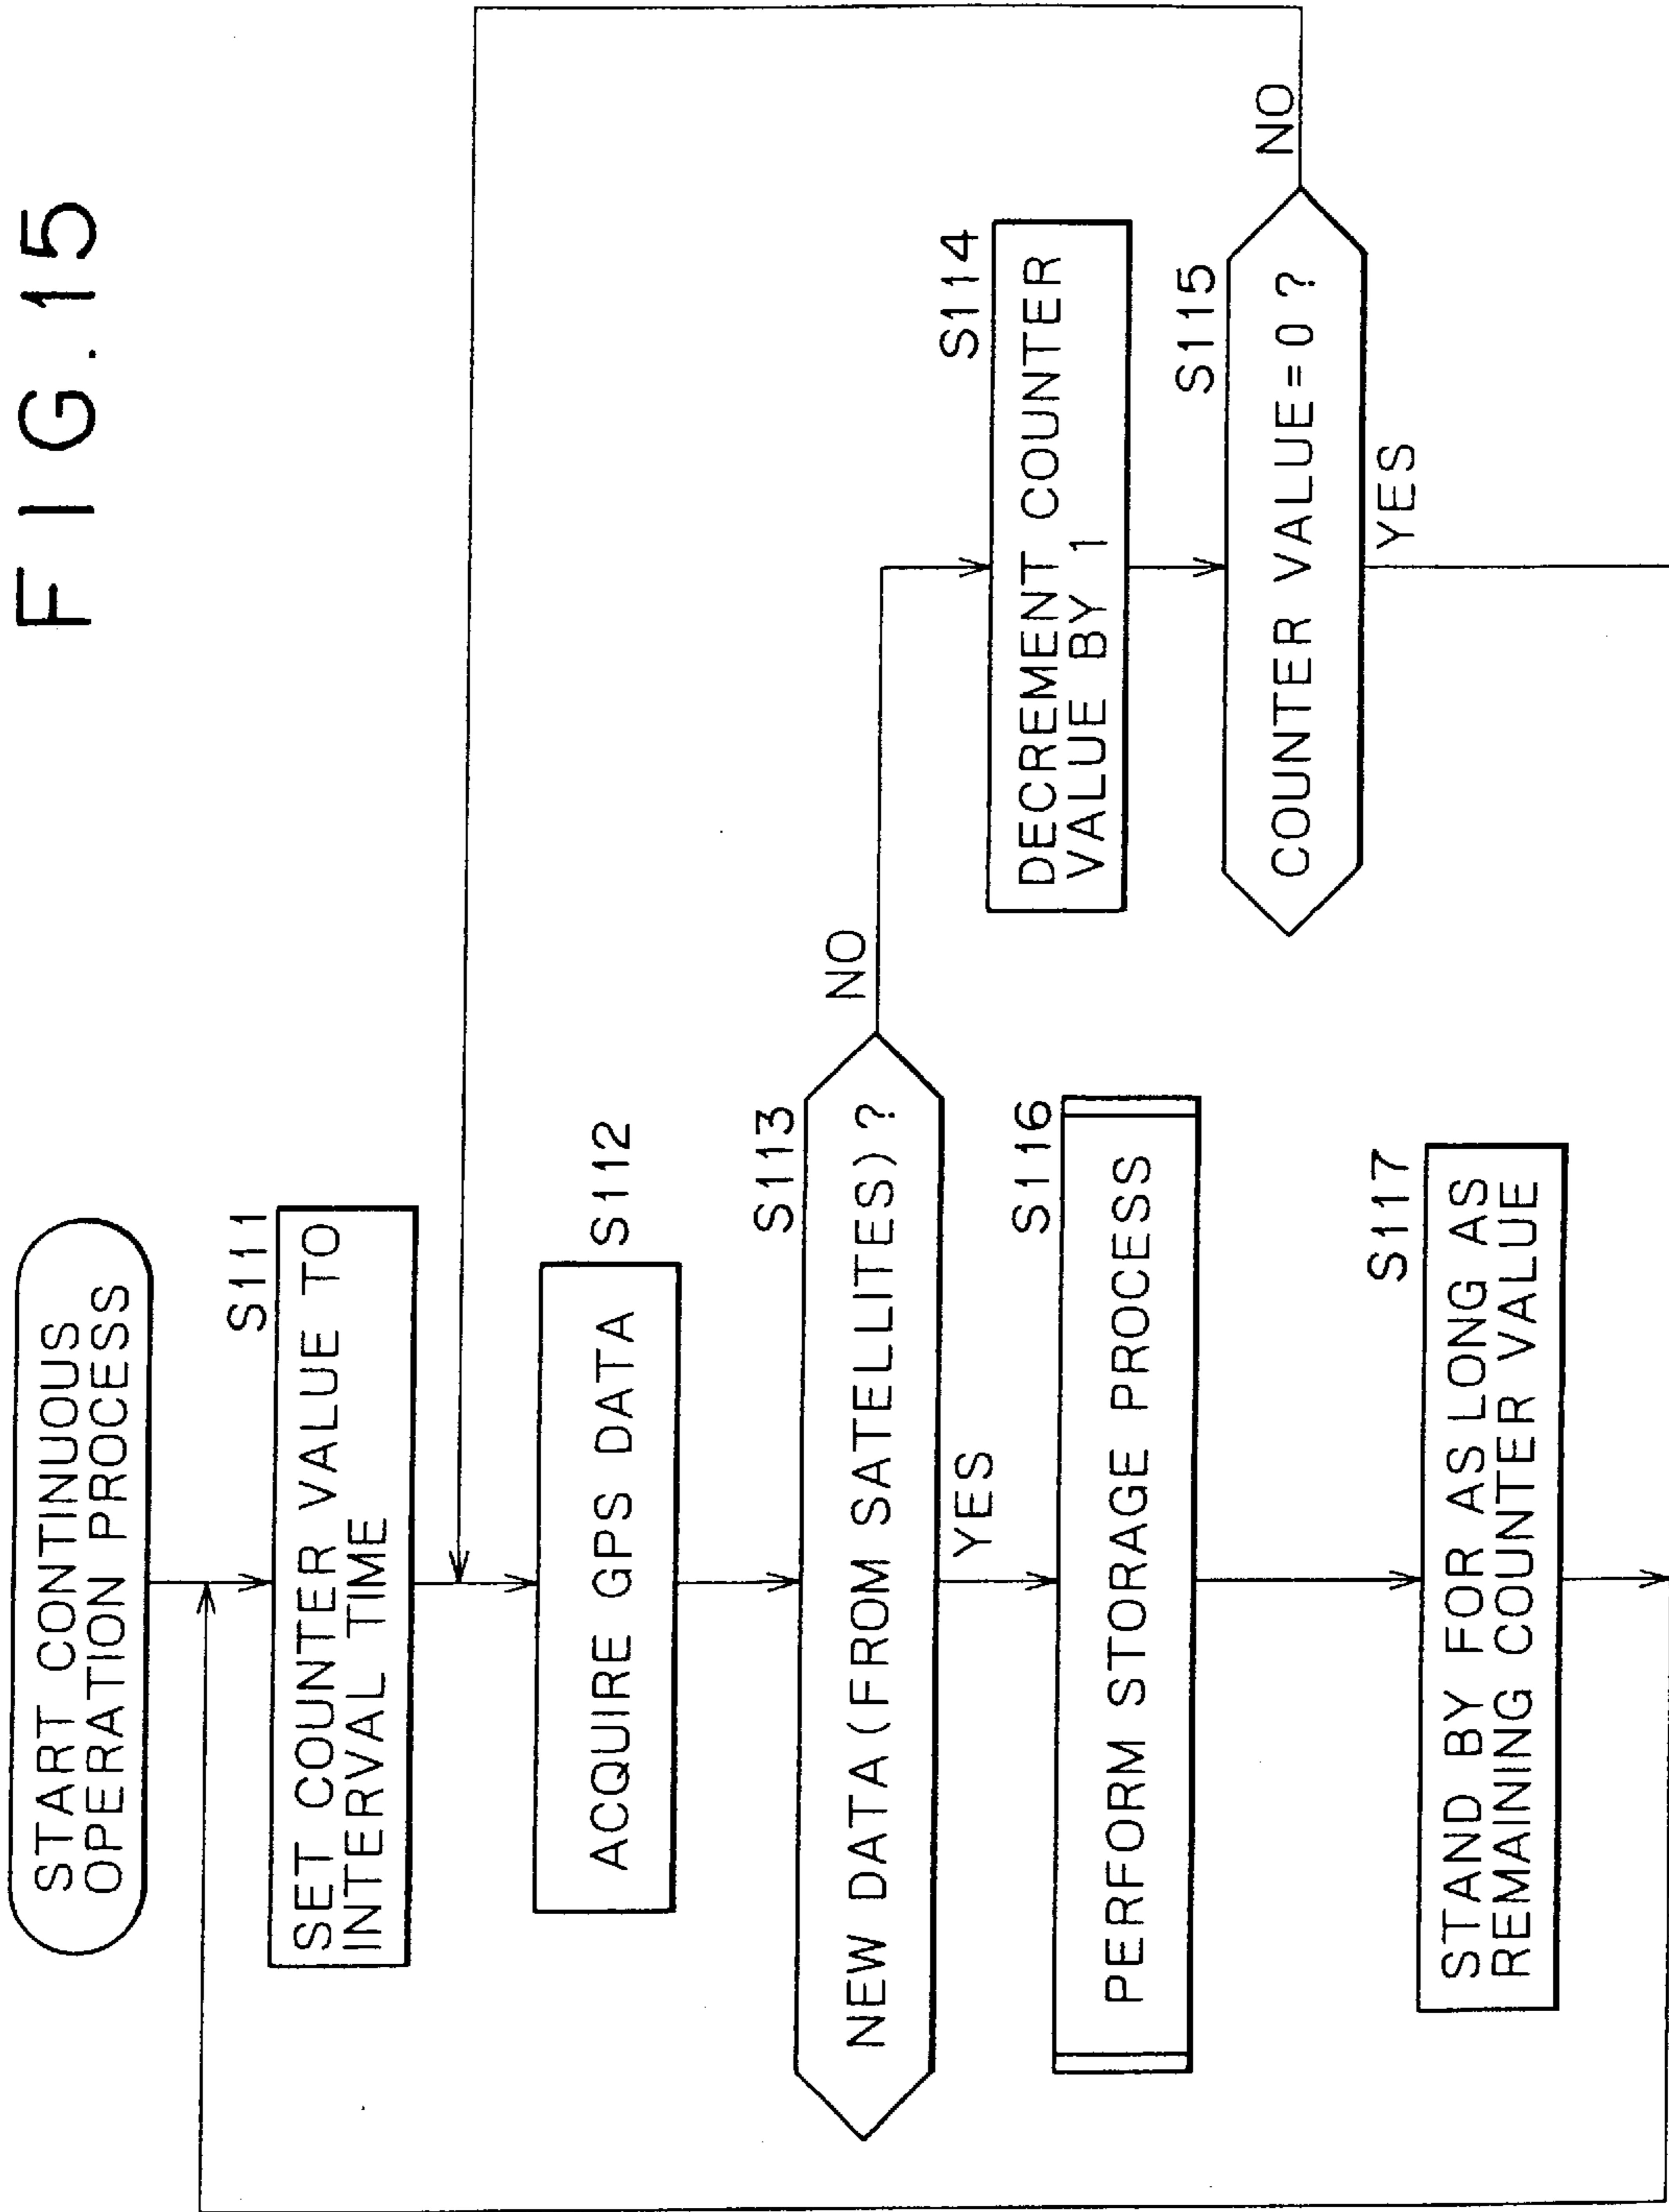 F I G . 15
START CONTINUOUS
OPERATION PROCESS
S111
SET COUNTER VALUE TO
INTERVAL TIME
S112
ACQUIRE GPS DATA
S113
NEW DATA (FROM SATELLITES) ?
NO
YES
S114
DECREMENT COUNTER
VALUE BY 1
S115
COUNTER VALUE = 0 ?
NO
YES
S116
PERFORM STORAGE PROCESS
S117
STAND BY FOR AS LONG AS
REMAINING COUNTER VALUE